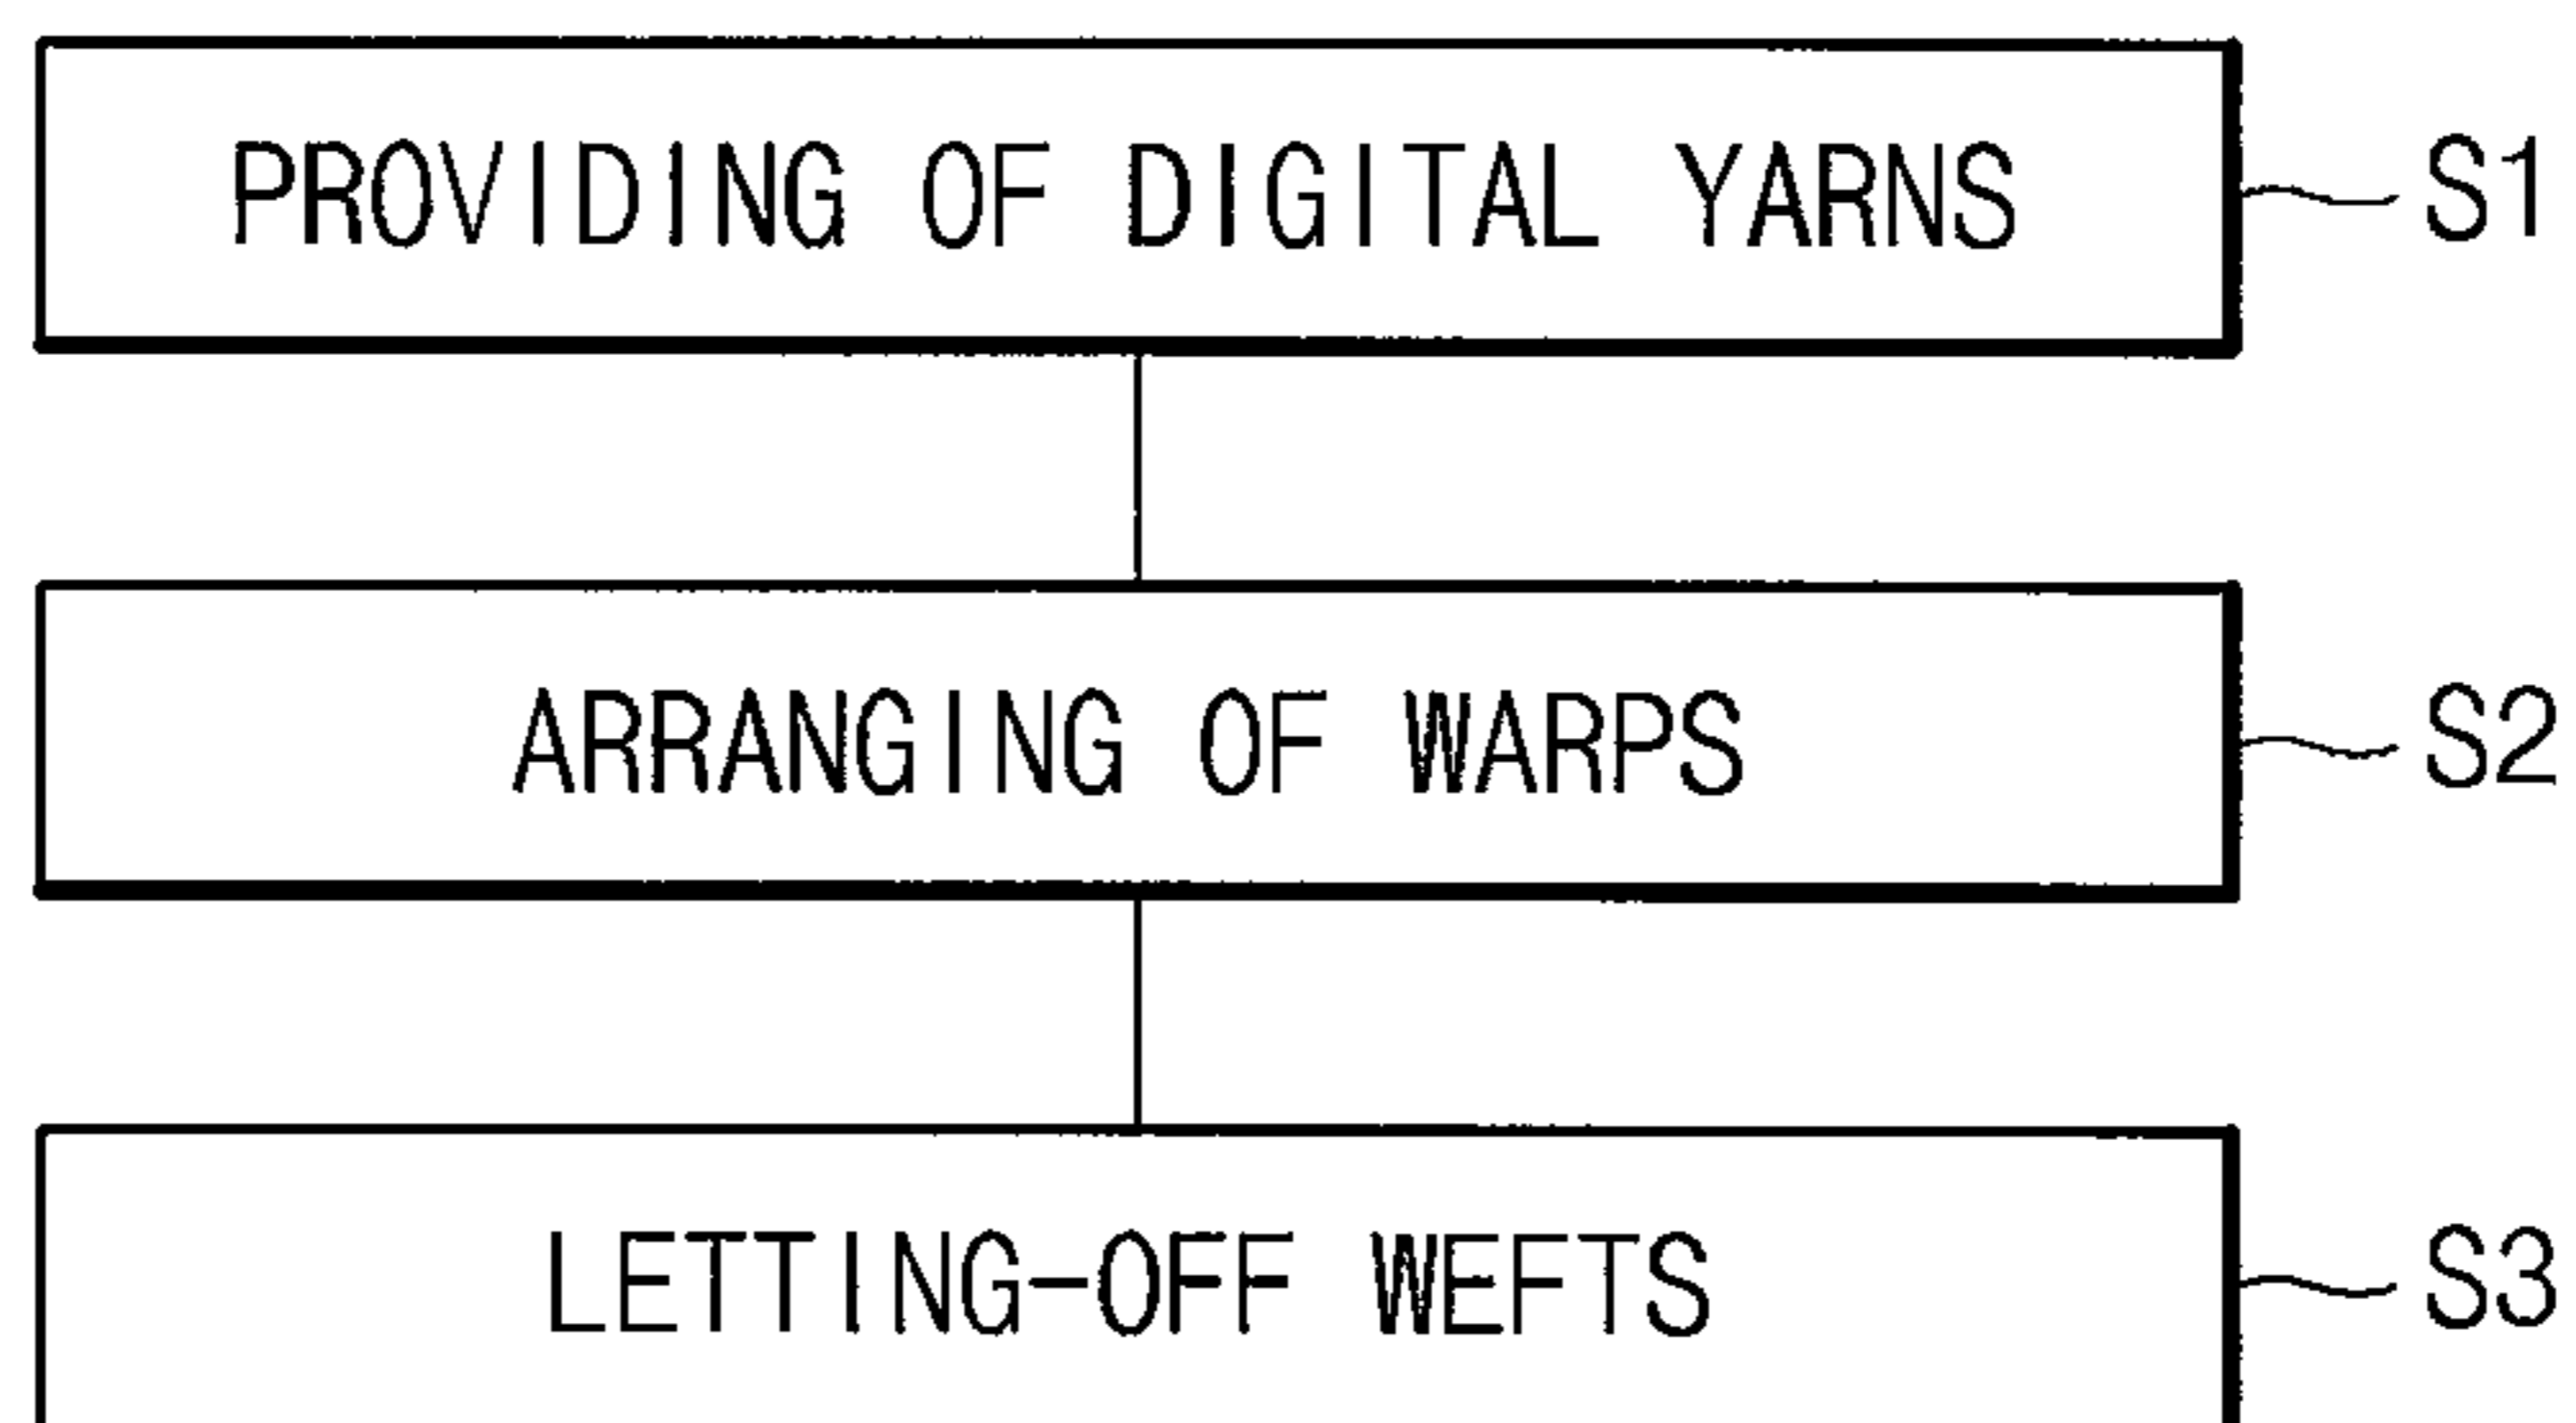 PROVIDING OF DIGITAL YARNS S1
ARRANGING OF WARPS S2
LETTING-OFF WEFTS S3